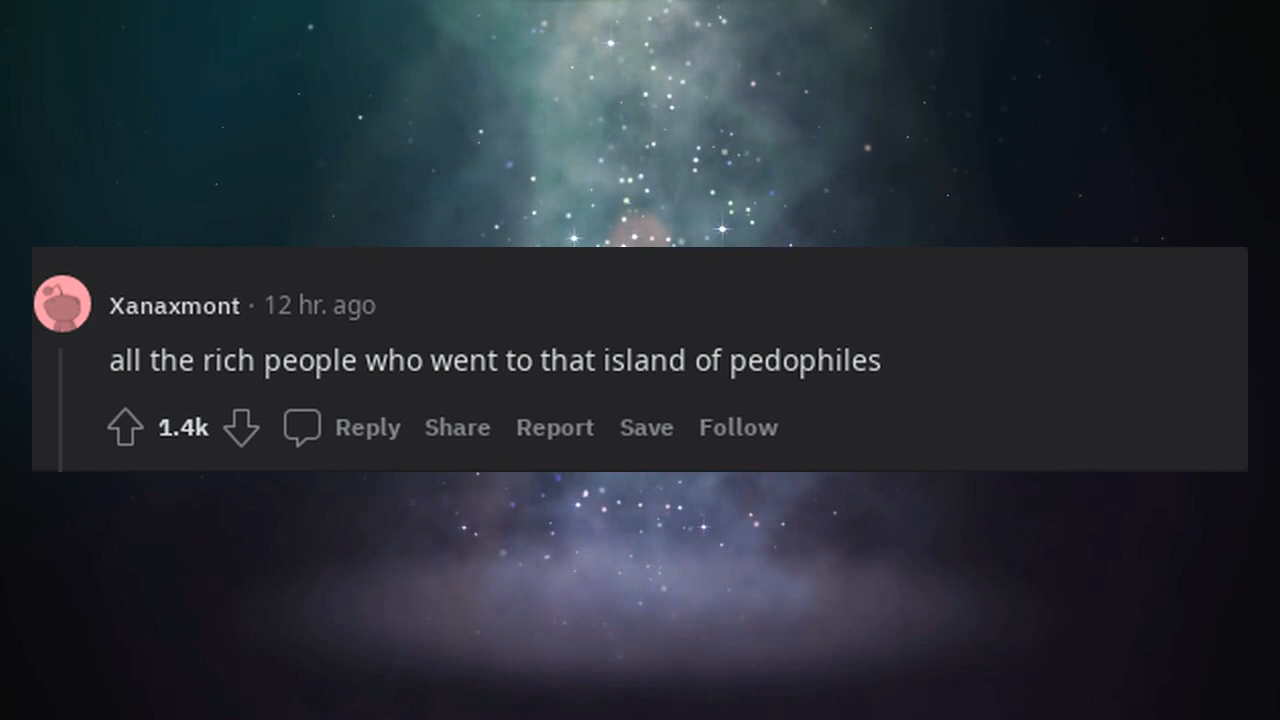 Xanaxmont · 12 hr. ago
all the rich people who went to that island of pedophiles
1.4k Reply Share Report Save Follow